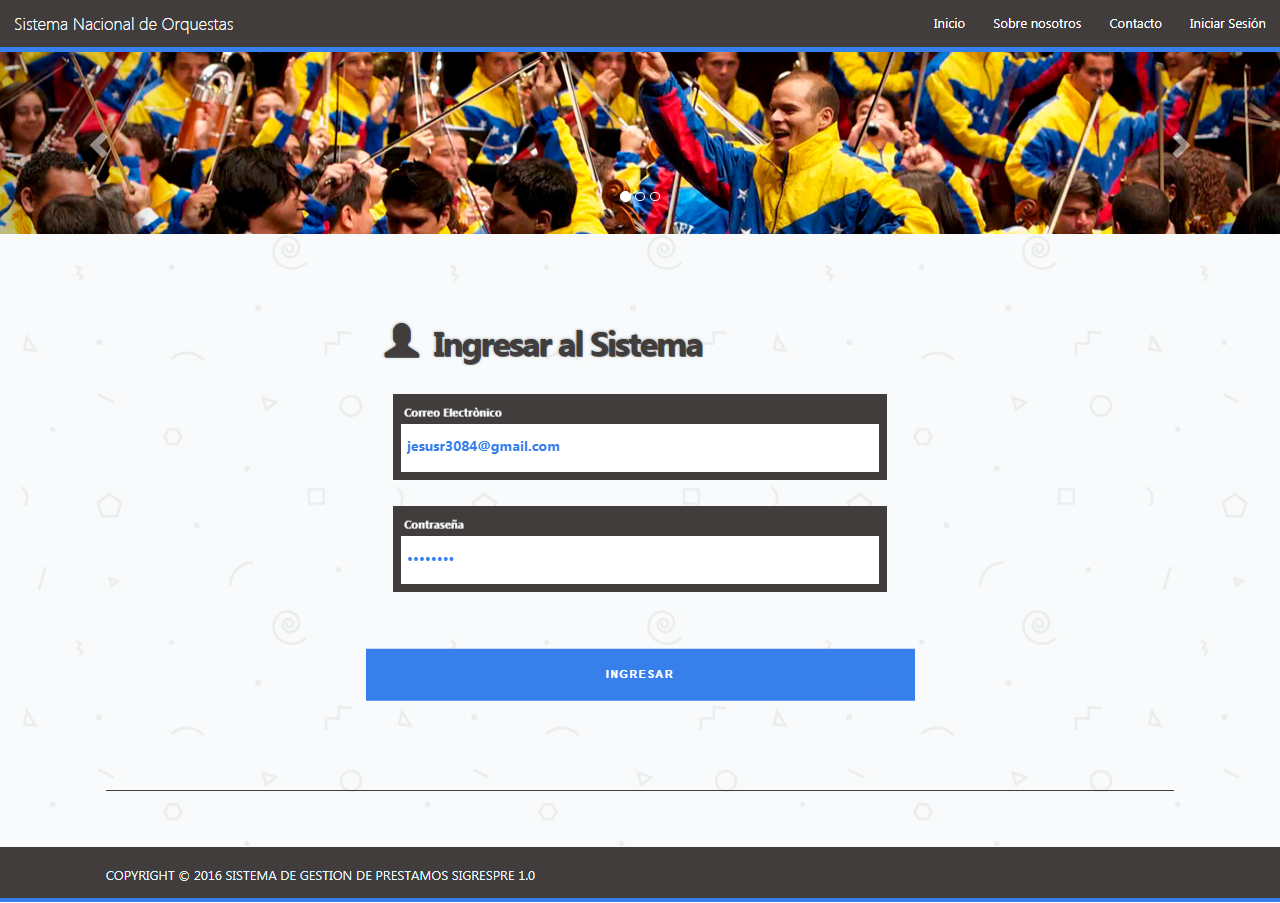 Sistema Nacional de Orquestas
Inicio Sobre nosotros Contacto Iniciar Sesión
Ingresar al Sistema
Correo Electrònico
jesusr3084@gmail.com
Contraseña
••••••••
INGRESAR
COPYRIGHT © 2016 SISTEMA DE GESTION DE PRESTAMOS SIGRESPRE 1.0